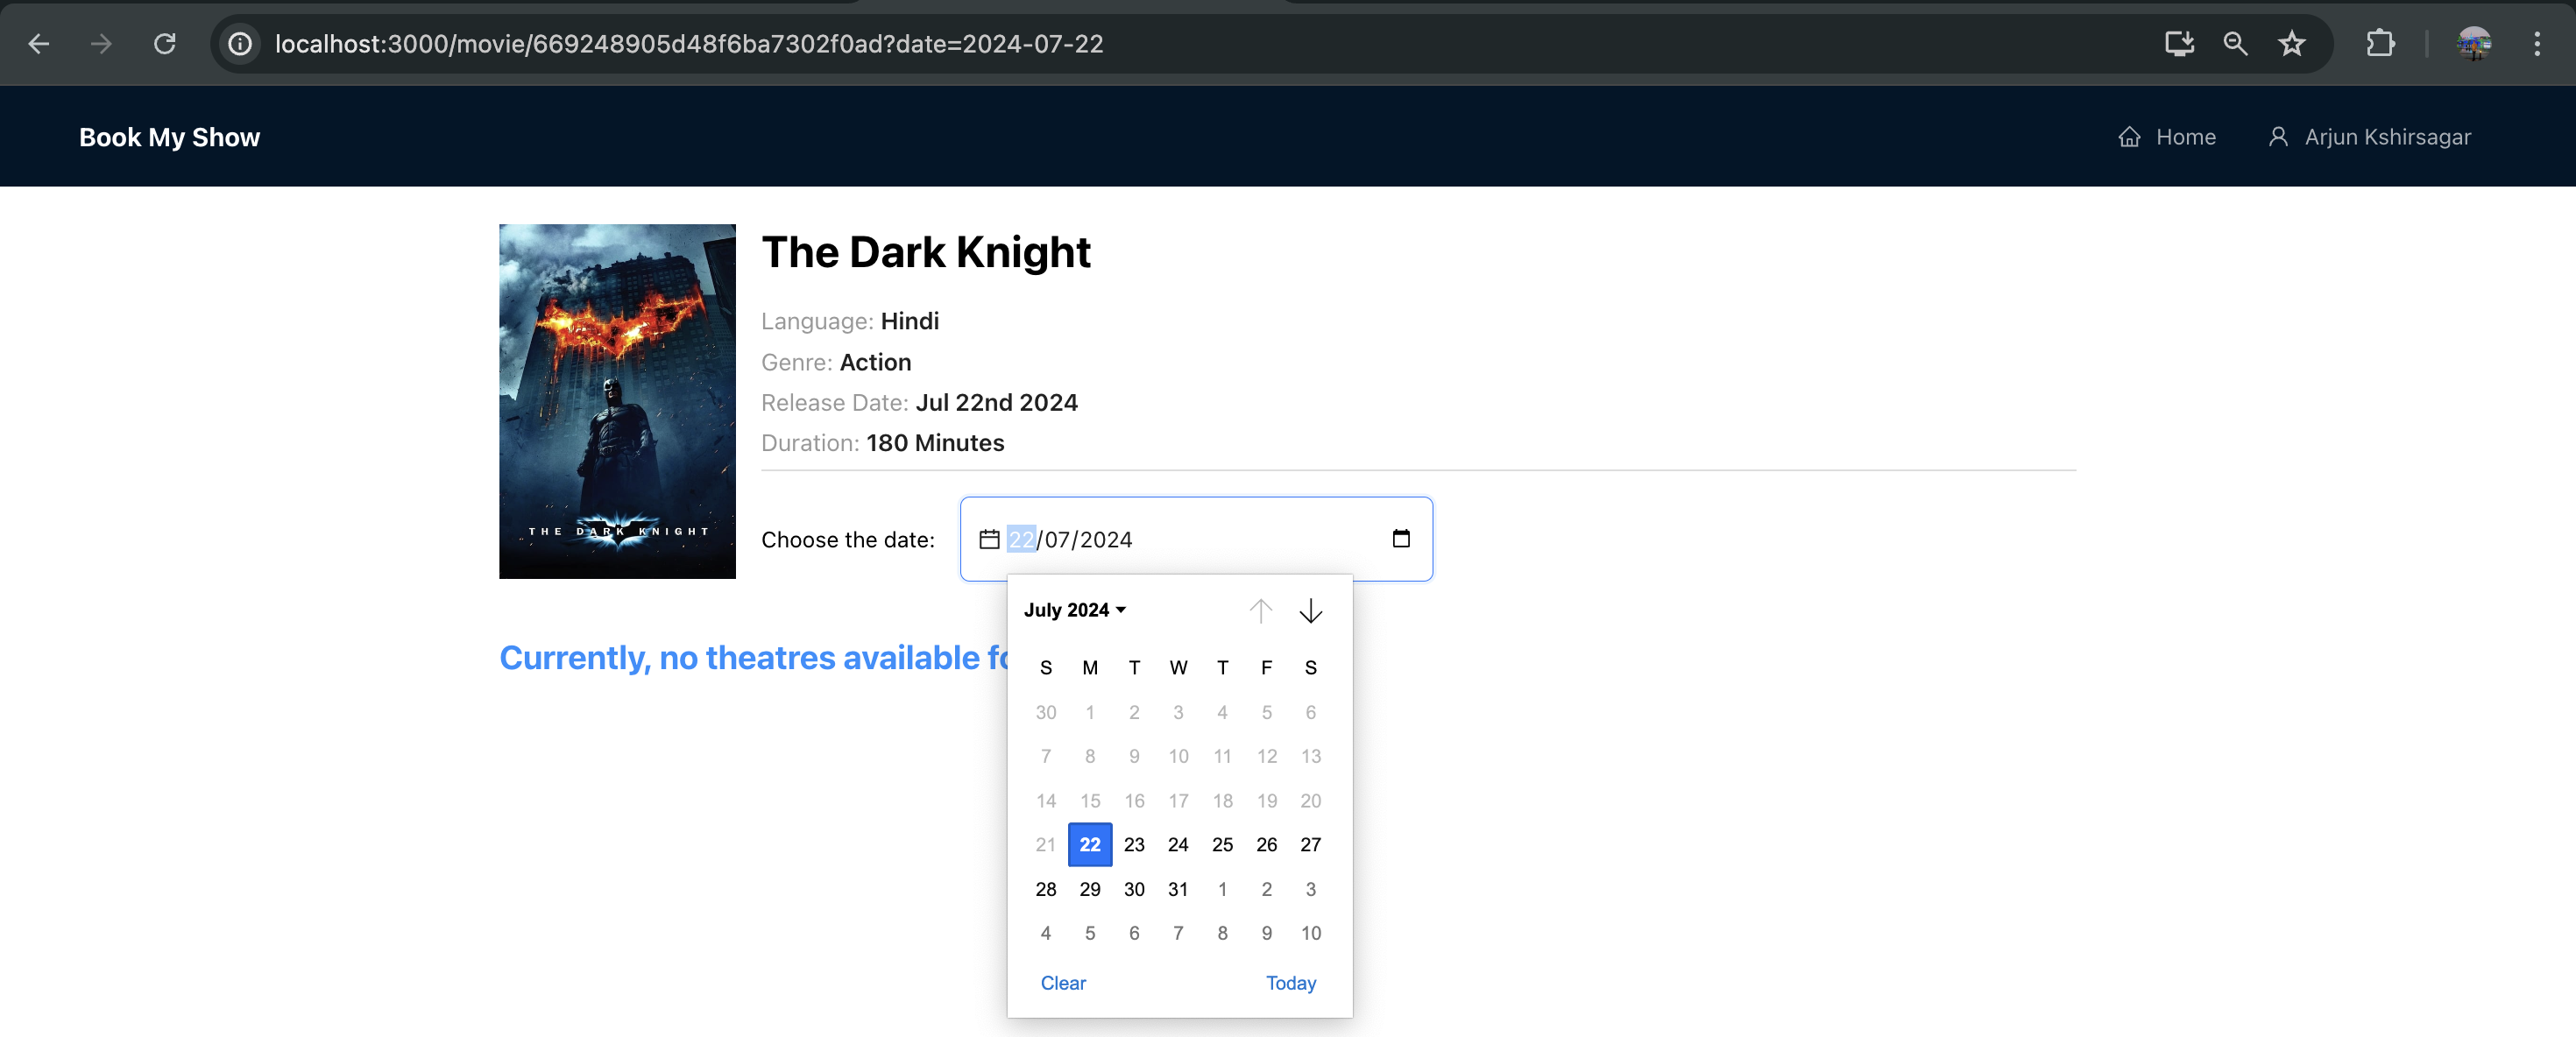 localhost:3000/movie/669248905d48f6ba7302f0ad?date=2024-07-22
Book My Show
Home
Arjun Kshirsagar
The Dark Knight
Language: Hindi
Genre: Action
Release Date: Jul 22nd 2024
Duration: 180 Minutes
THE DARK KNIGHT
Choose the date: 22/07/2024
Currently, no theatres available
July 2024
S M T W T F S
30 1 2 3 4 5 6
7 8 9 10 11 12 13
14 15 16 17 18 19 20
21 22 23 24 25 26 27
28 29 30 31 1 2 3
4 5 6 7 8 9 10
Clear Today